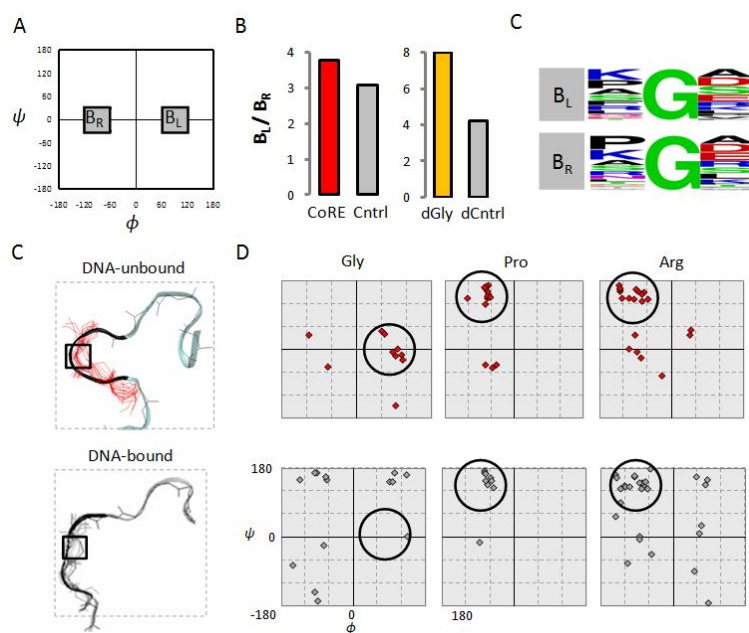 A
180
120
60
0
-60
-120
-180
ψ
B_R
B_L
-180 -120 -60 0 60 120 180
ϕ
B
B_L / B_R
4
3
2
1
0
CoRE Cntrl
8
6
4
2
0
dGly dCntrl
C
B_L
K
P
G
A
B_R
P
K
A
G
A
C
DNA-unbound
DNA-bound
D
Gly Pro Arg
180
ψ
0
-180
0
180
ϕ